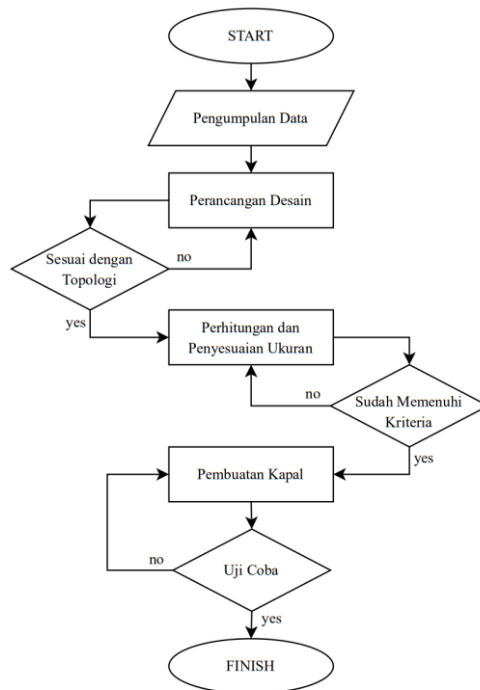 START
Pengumpulan Data
Perancangan Desain
Sesuai dengan
Topologi
no
yes
Perhitungan dan
Penyesuaian Ukuran
no
Sudah Memenuhi
Kriteria
yes
Pembuatan Kapal
no
Uji Coba
yes
FINISH